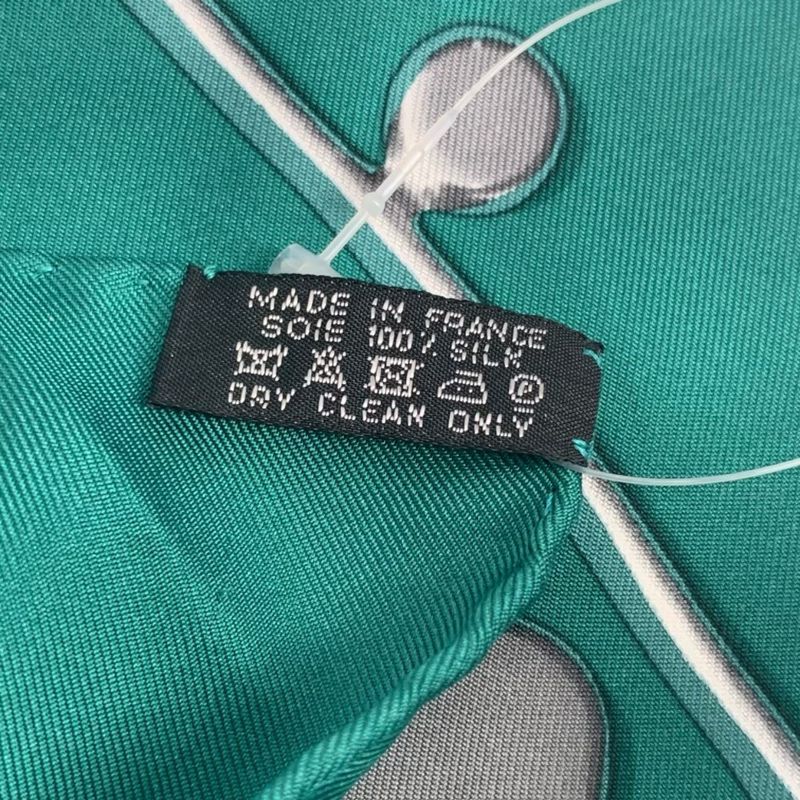 MADE IN FRANCE
SOIE 100% SILK
P
DRY CLEAN ONLY